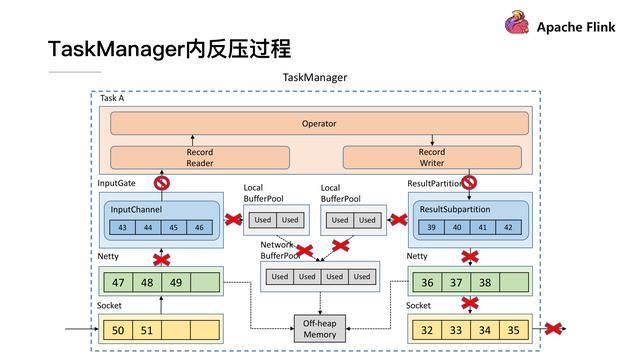 Apache Flink
TaskManager内反压过程
TaskManager
Task A
Operator
Record
Reader
Record
Writer
InputGate
Local
BufferPool
Local
BufferPool
ResultPartition
InputChannel
43 44 45 46
Used Used
Used Used
ResultSubpartition
39 40 41 42
Netty
Network
BufferPool
Netty
47 48 49
Used Used Used Used
36 37 38
Socket
Socket
50 51
Off-heap
Memory
32 33 34 35